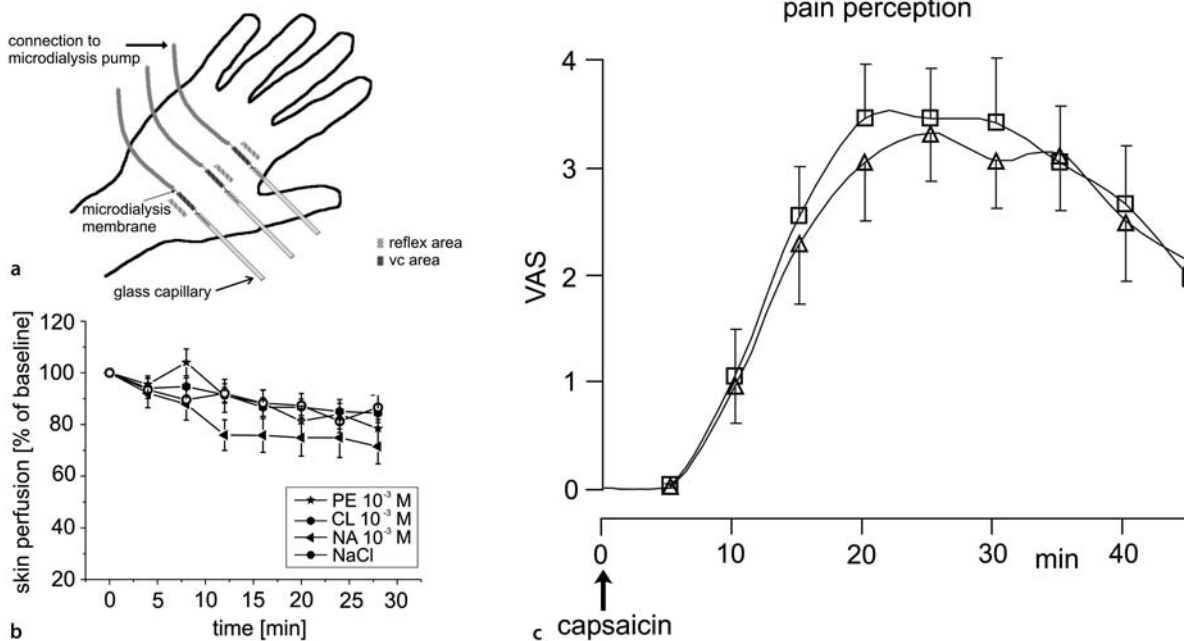 connection to
microdialysis pump
microdialysis
membrane
reflex area
vc area
a
glass capillary
skin perfusion [% of baseline]
120
100
80
60
40
20
PE 10⁻³ M
CL 10⁻³ M
NA 10⁻³ M
NaCl
0 5 10 15 20 25 30
time [min]
b
pain perception
VAS
4
3
2
1
0
0 10 20 30 min 40
c capsaicin